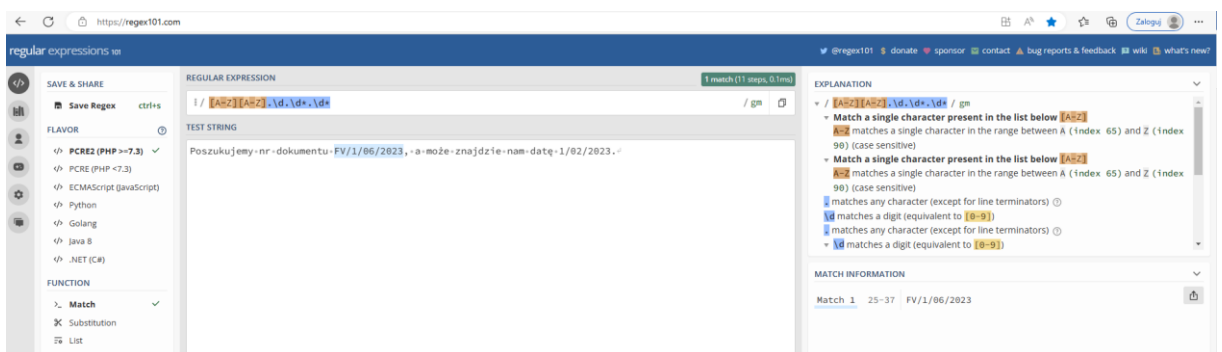 https://regex101.com
Zaloguj
regular expressions 101
@regex101 $ donate sponsor contact bug reports & feedback wiki what's new?
SAVE & SHARE
Save Regex ctrl+s
FLAVOR
</> PCRE2 (PHP >=7.3)
</> PCRE (PHP <7.3)
</> ECMAScript (JavaScript)
</> Python
</> Golang
</> Java 8
</> .NET (C#)
FUNCTION
>_ Match
Substitution
List
REGULAR EXPRESSION
1 match (11 steps, 0.1ms)
/ [A-Z][A-Z].\d.\d*.\d* / gm
TEST STRING
Poszukujemy·nr·dokumentu·FV/1/06/2023,·a·może·znajdzie·nam·datę·1/02/2023.
EXPLANATION
/ [A-Z][A-Z].\d.\d*.\d* / gm
Match a single character present in the list below [A-Z]
A-Z matches a single character in the range between A (index 65) and Z (index
90) (case sensitive)
Match a single character present in the list below [A-Z]
A-Z matches a single character in the range between A (index 65) and Z (index
90) (case sensitive)
. matches any character (except for line terminators)
\d matches a digit (equivalent to [0-9])
. matches any character (except for line terminators)
\d matches a digit (equivalent to [0-9])
MATCH INFORMATION
Match 1 25-37 FV/1/06/2023